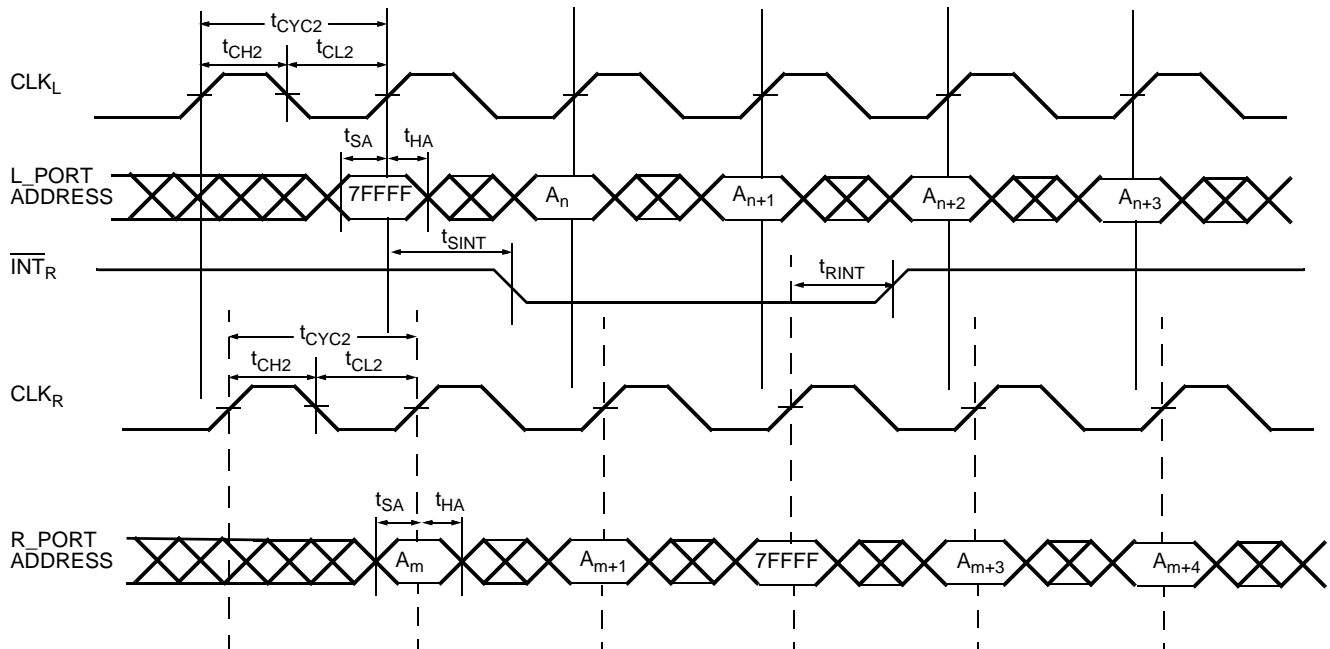 tCYC2
tCH2 tCL2
CLKL
tSA tHA
L_PORT
ADDRESS
7FFFF An An+1 An+2 An+3
tSINT
INTR
tRINT
tCYC2
tCH2 tCL2
CLKR
tSA tHA
R_PORT
ADDRESS
Am Am+1 7FFFF Am+3 Am+4